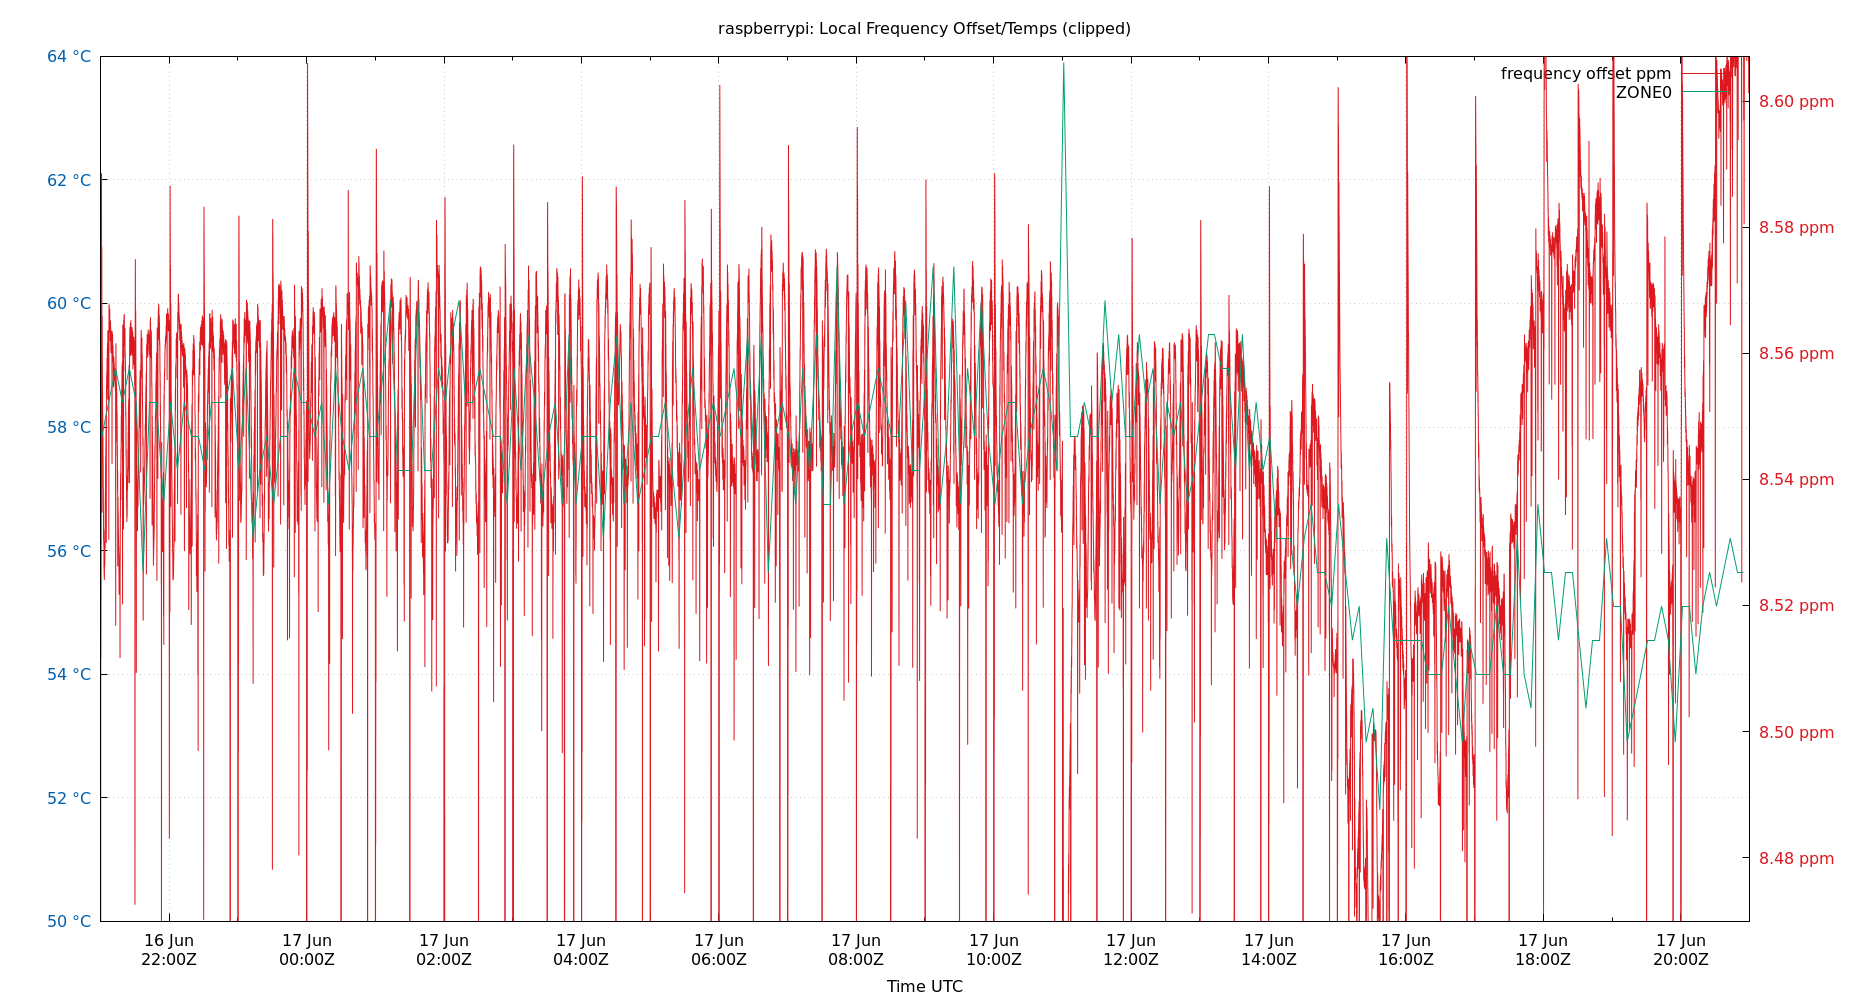 raspberrypi: Local Frequency Offset/Temps (clipped)
64 °C
62 °C
60 °C
58 °C
56 °C
54 °C
52 °C
50 °C
frequency offset ppm
ZONE0
8.60 ppm
8.58 ppm
8.56 ppm
8.54 ppm
8.52 ppm
8.50 ppm
8.48 ppm
16 Jun 17 Jun 17 Jun 17 Jun 17 Jun 17 Jun 17 Jun 17 Jun 17 Jun 17 Jun 17 Jun 17 Jun
22:00Z 00:00Z 02:00Z 04:00Z 06:00Z 08:00Z 10:00Z 12:00Z 14:00Z 16:00Z 18:00Z 20:00Z
Time UTC